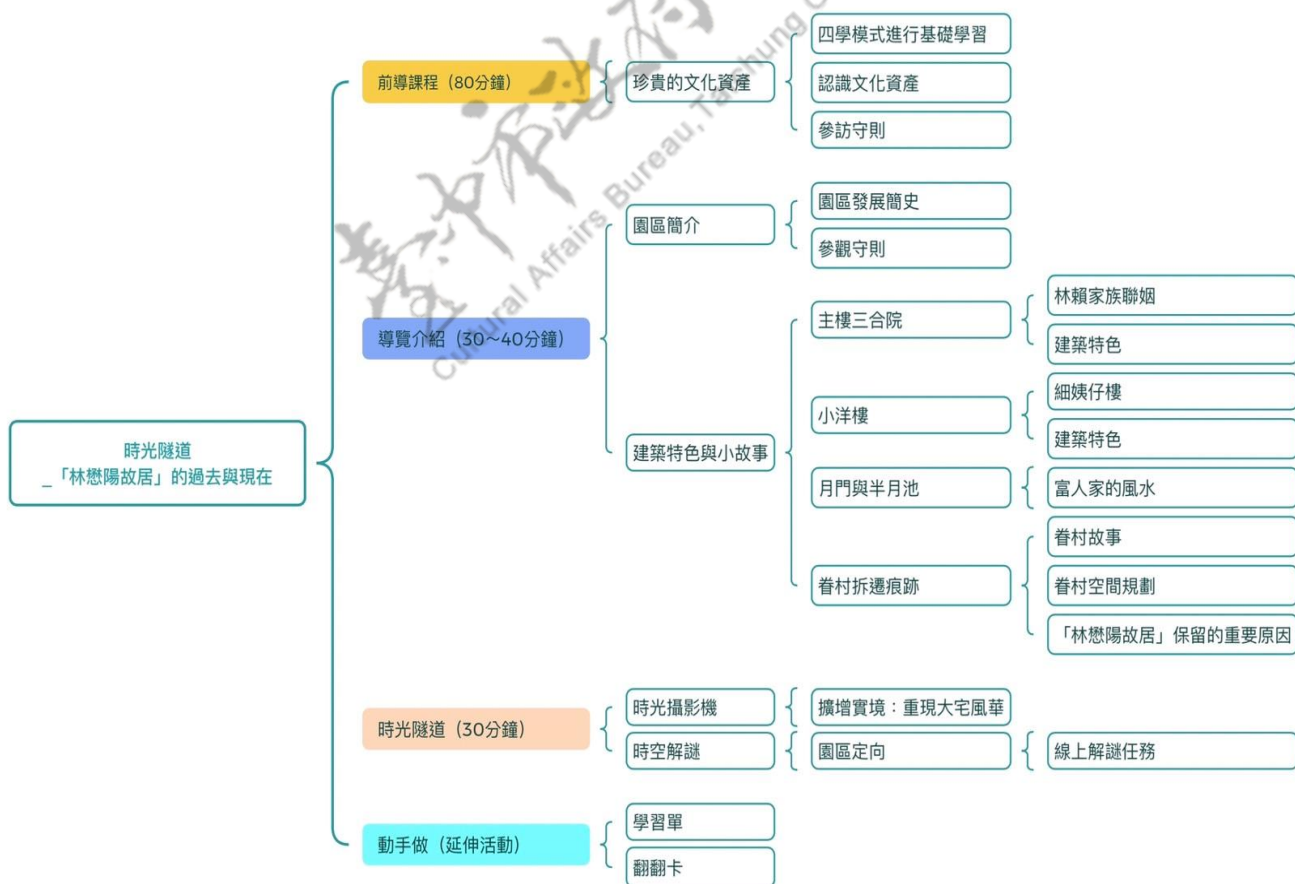 時光隧道
_「林懋陽故居」的過去與現在
前導課程（80分鐘）
珍貴的文化資產
四學模式進行基礎學習
認識文化資產
參訪守則
導覽介紹（30～40分鐘）
園區簡介
園區發展簡史
參觀守則
建築特色與小故事
主樓三合院
林賴家族聯姻
建築特色
小洋樓
細姨仔樓
建築特色
月門與半月池
富人家的風水
眷村拆遷痕跡
眷村故事
眷村空間規劃
「林懋陽故居」保留的重要原因
時光隧道（30分鐘）
時光攝影機
擴增實境：重現大宅風華
時空解謎
園區定向
線上解謎任務
動手做（延伸活動）
學習單
翻翻卡
Cultural Affairs Bureau,